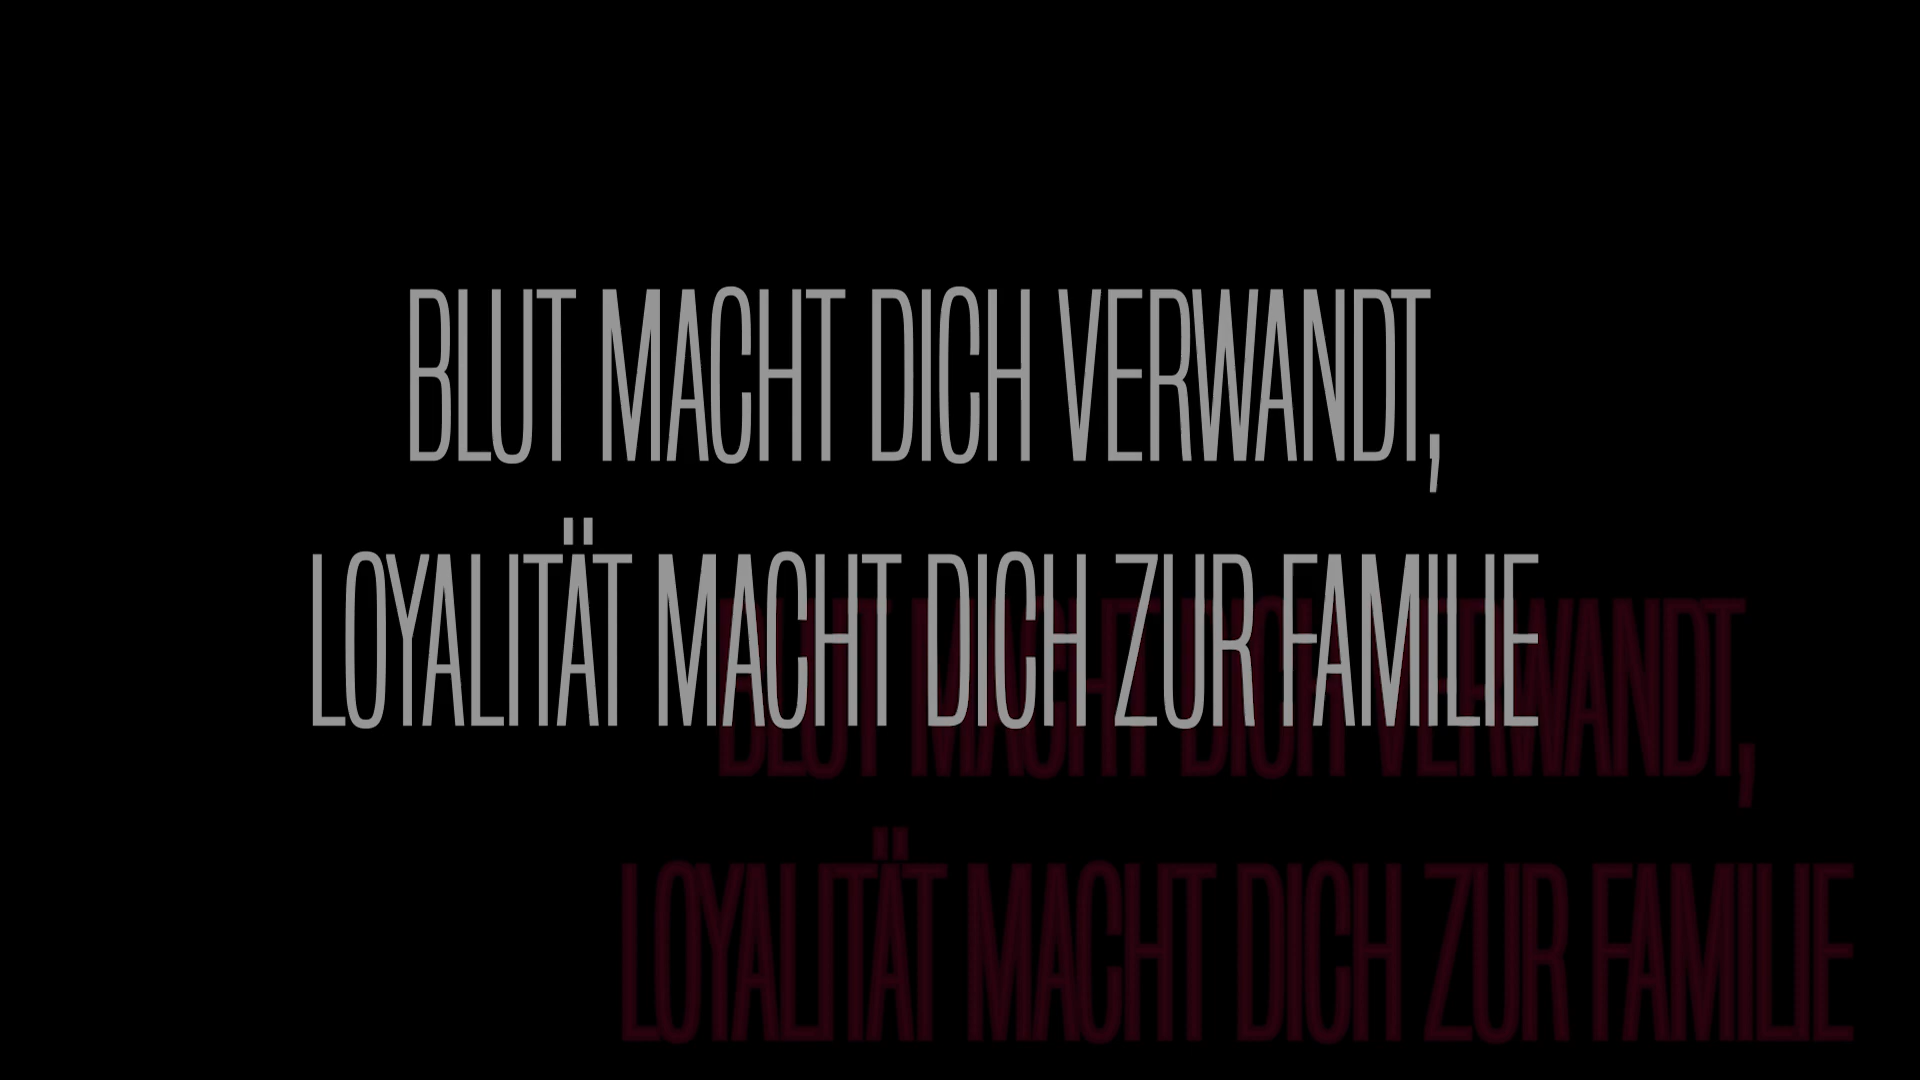 BLUT MACHT DICH VERWANDT,
LOYALITÄT MACHT DICH ZUR FAMILIE
BLUT MACHT DICH VERWANDT,
LOYALITÄT MACHT DICH ZUR FAMILIE